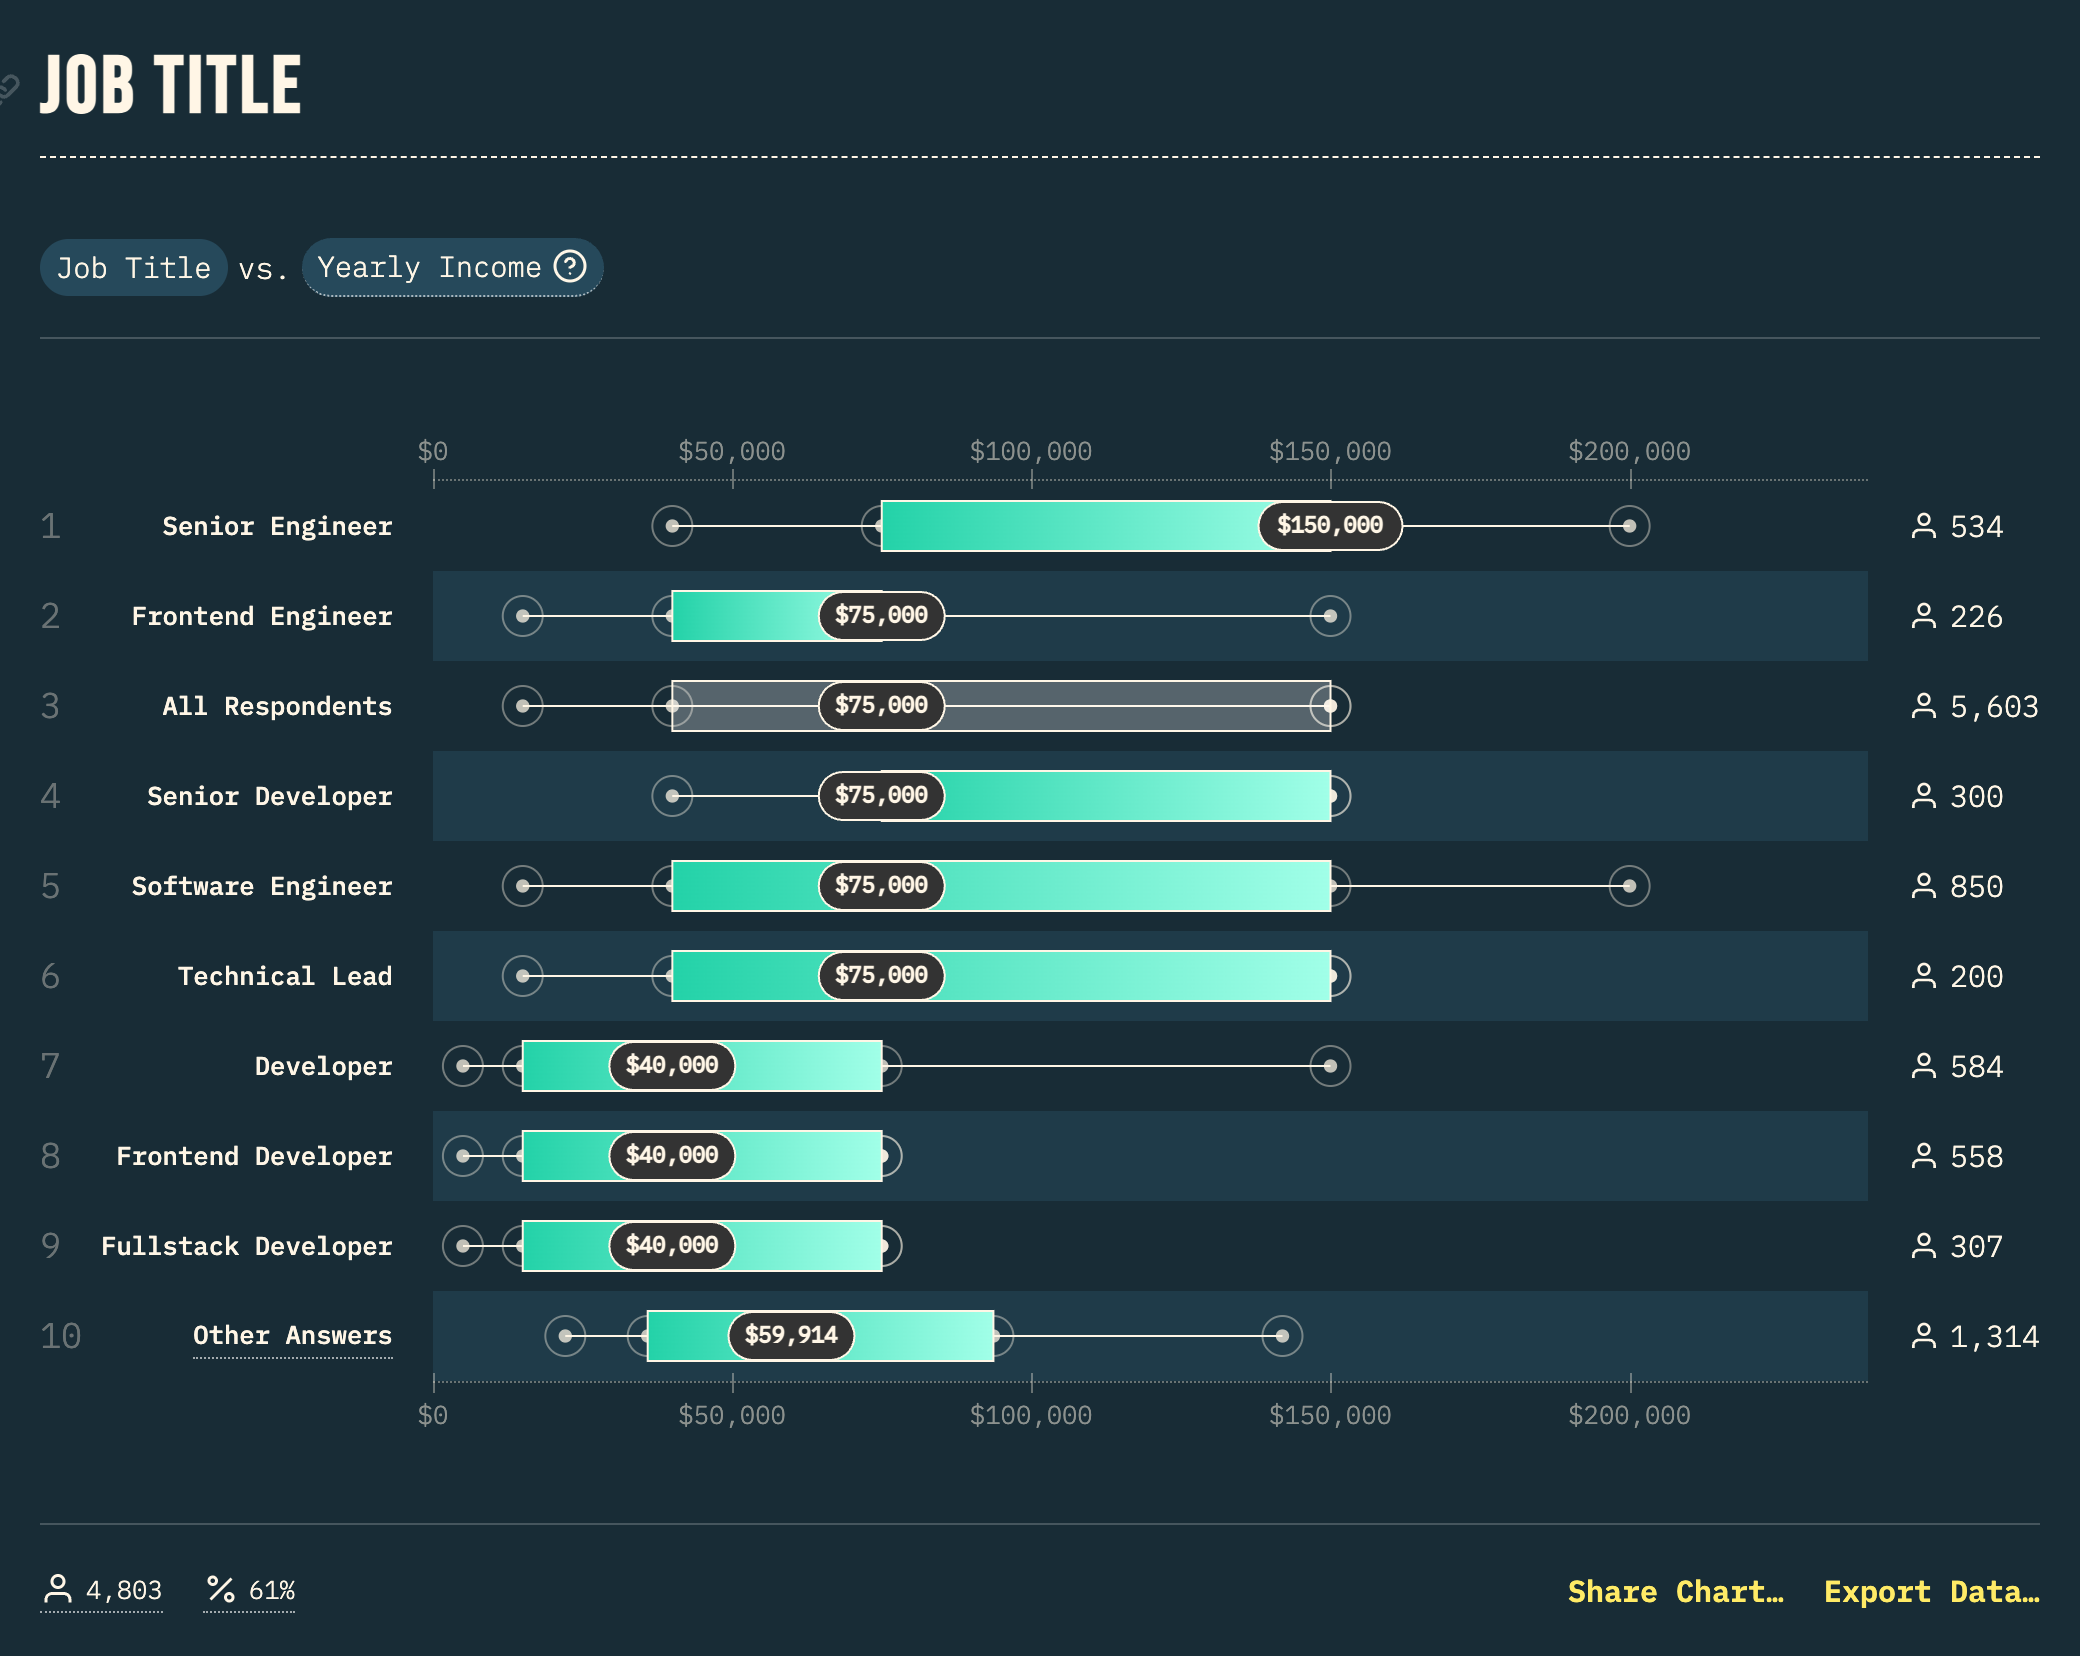 JOB TITLE
Job Title vs. Yearly Income ?
$0 $50,000 $100,000 $150,000 $200,000
1 Senior Engineer $150,000 534
2 Frontend Engineer $75,000 226
3 All Respondents $75,000 5,603
4 Senior Developer $75,000 300
5 Software Engineer $75,000 850
6 Technical Lead $75,000 200
7 Developer $40,000 584
8 Frontend Developer $40,000 558
9 Fullstack Developer $40,000 307
10 Other Answers $59,914 1,314
$0 $50,000 $100,000 $150,000 $200,000
4,803 % 61% Share Chart… Export Data…